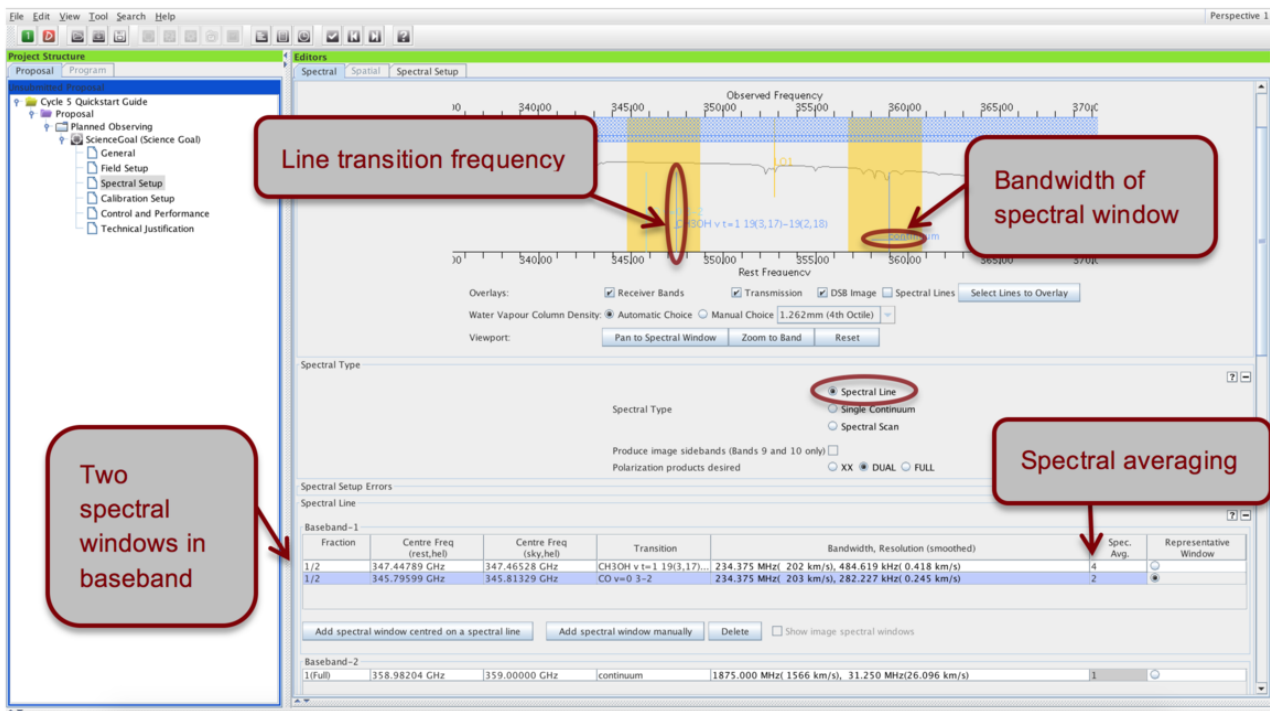 File Edit View Tool Search Help
Perspective 1
Project Structure
Proposal Program
Unsubmitted Proposal
Cycle 5 Quickstart Guide
Proposal
Planned Observing
ScienceGoal (Science Goal)
General
Field Setup
Spectral Setup
Calibration Setup
Control and Performance
Technical Justification
Editors
Spectral Spatial Spectral Setup
Observed Frequency
340|00 345|00 350|00 355|00 360|00 365|00 370|0
Line transition frequency
LO1
Bandwidth of
spectral window
CH3OH v t=1 19(3,17)-19(2,18)
continuum
340|00 345|00 350|00 355|00 360|00 365|00 370|0
Rest Frequency
Overlays: Receiver Bands Transmission DSB Image Spectral Lines Select Lines to Overlay
Water Vapour Column Density: Automatic Choice Manual Choice 1.262mm (4th Octile)
Viewport: Pan to Spectral Window Zoom to Band Reset
Spectral Type
Spectral Line
Spectral Type Single Continuum
Spectral Scan
Produce image sidebands (Bands 9 and 10 only)
Polarization products desired XX DUAL FULL
Spectral averaging
Two
spectral
windows in
baseband
Spectral Setup Errors
Spectral Line
Baseband-1
Fraction Centre Freq (rest,hel) Centre Freq (sky,hel) Transition Bandwidth, Resolution (smoothed) Spec. Avg. Representative Window
1/2 347.44789 GHz 347.46528 GHz CH3OH v t=1 19(3,17)... 234.375 MHz( 202 km/s), 484.619 kHz( 0.418 km/s) 4
1/2 345.79599 GHz 345.81329 GHz CO v=0 3-2 234.375 MHz( 203 km/s), 282.227 kHz( 0.245 km/s) 2
Add spectral window centred on a spectral line Add spectral window manually Delete Show image spectral windows
Baseband-2
1(Full) 358.98204 GHz 359.00000 GHz continuum 1875.000 MHz( 1566 km/s), 31.250 MHz(26.096 km/s) 1